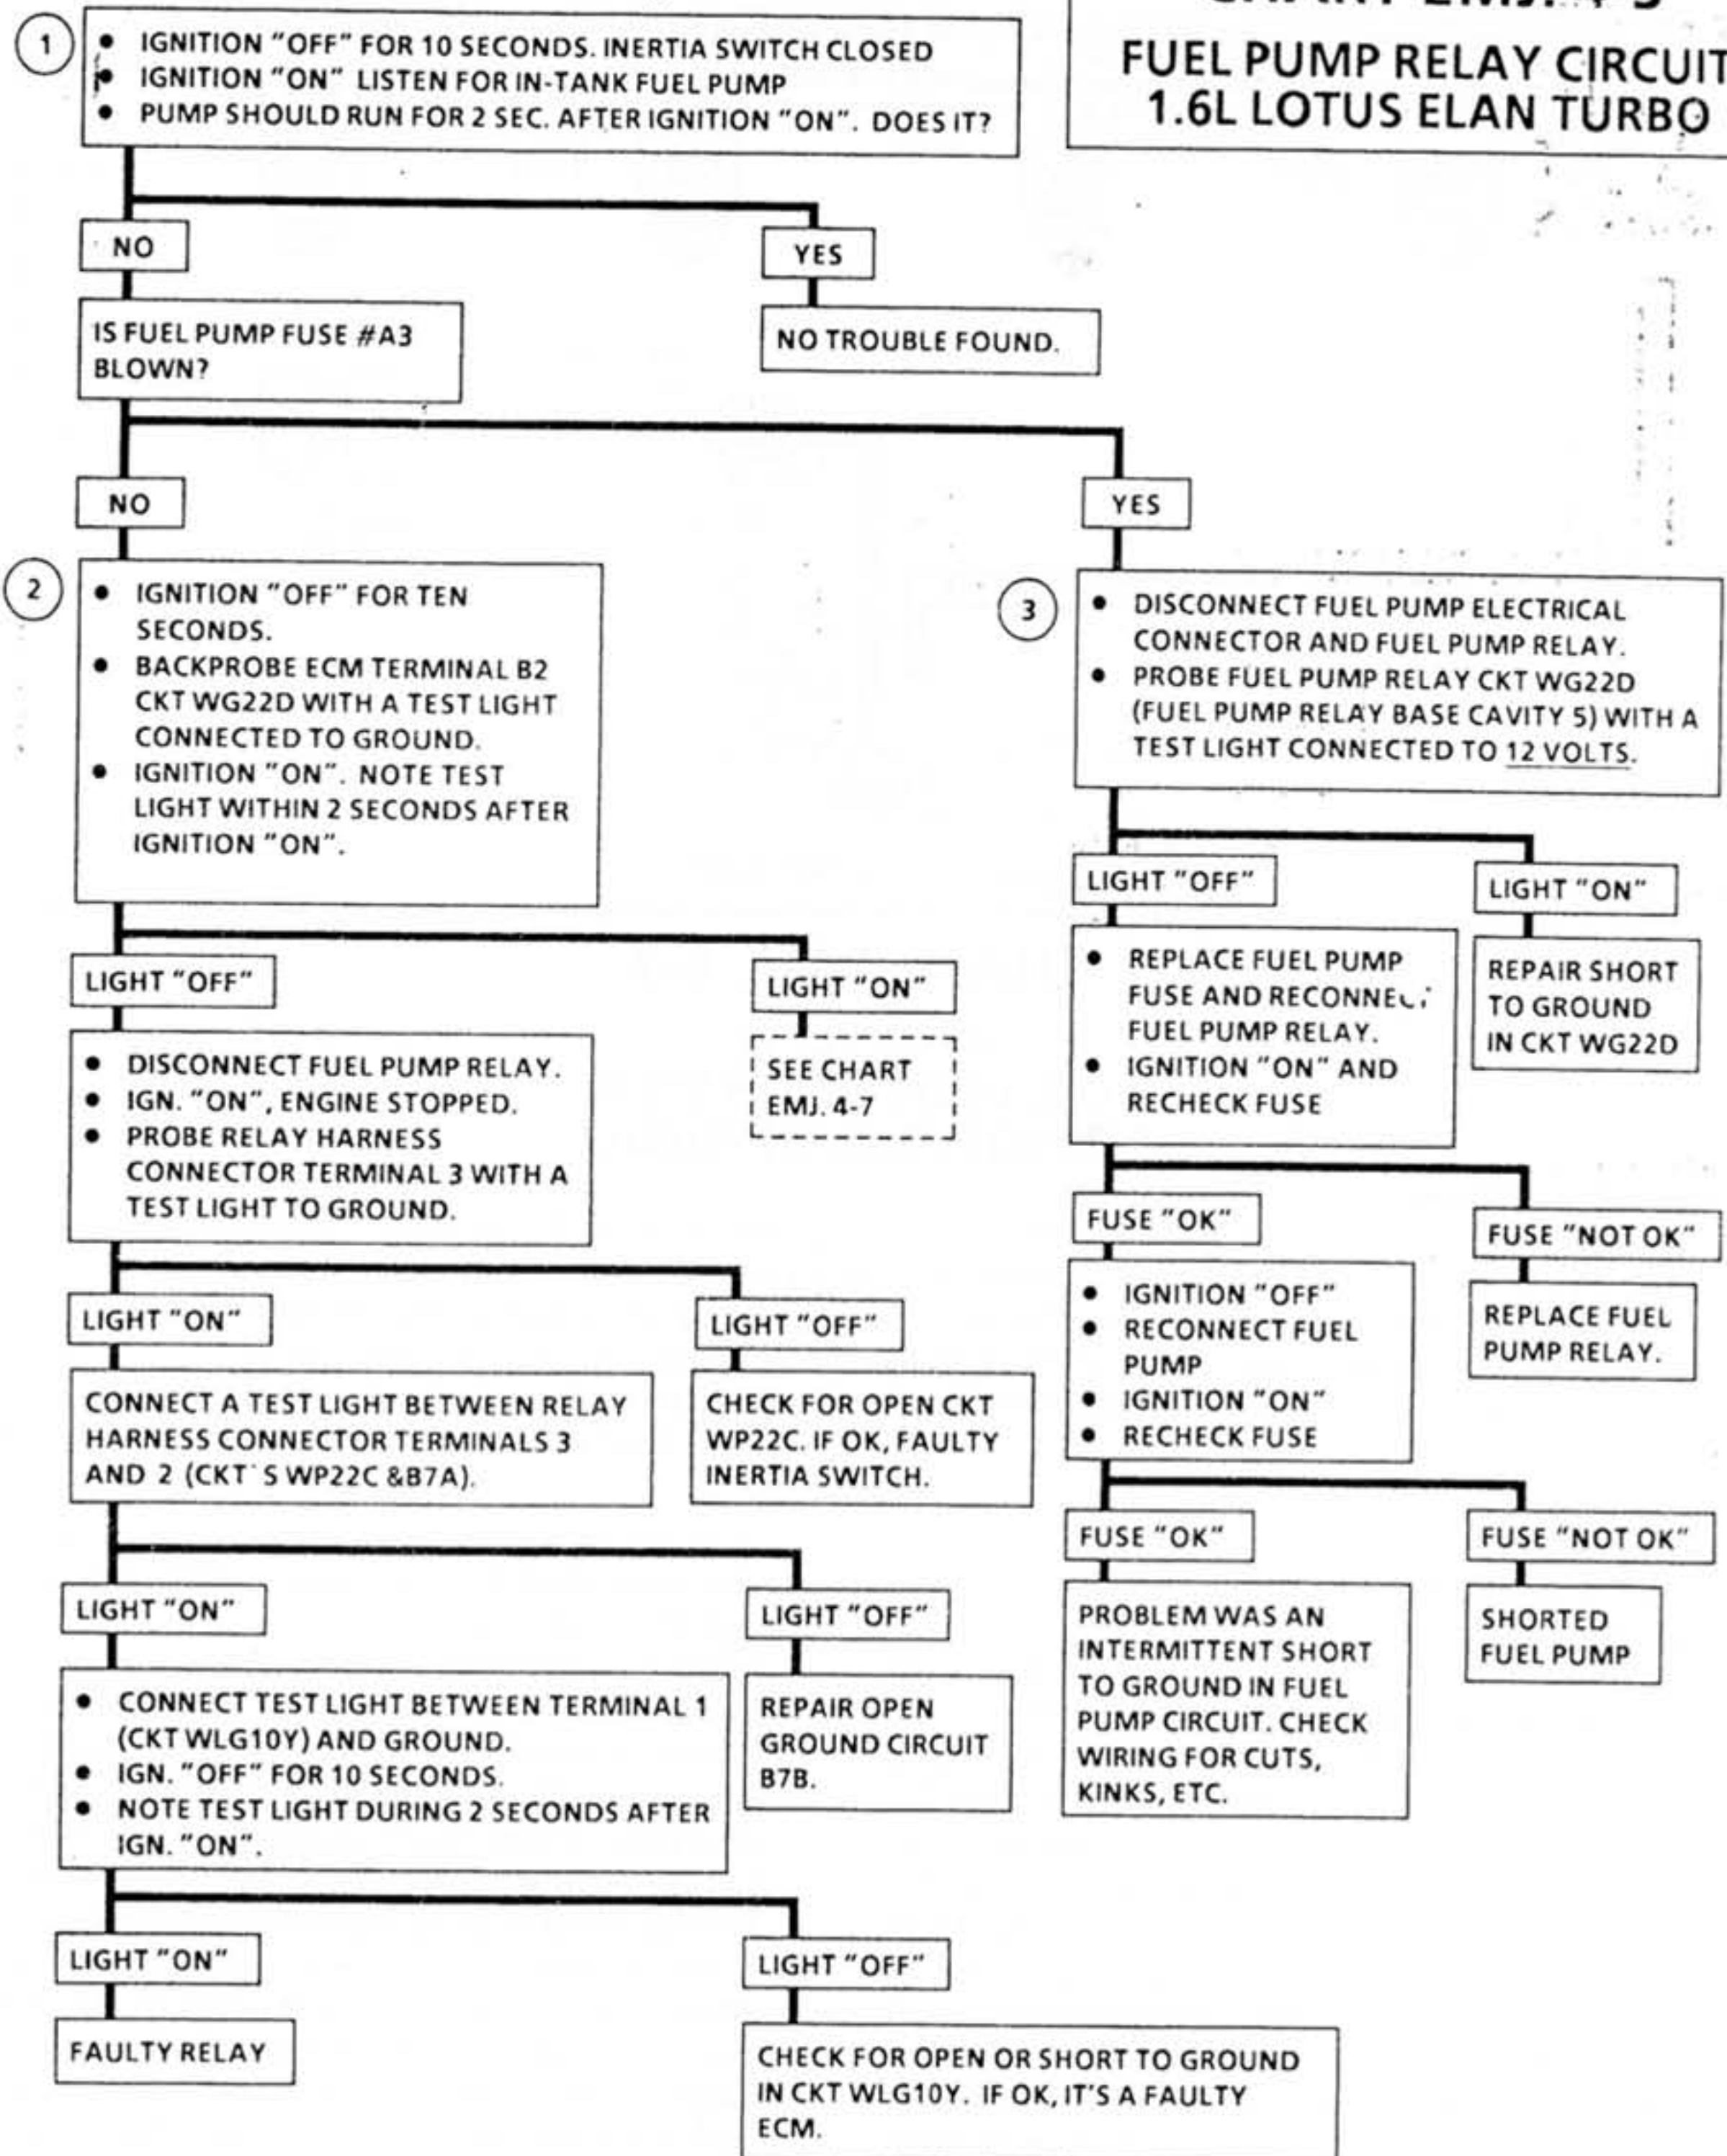 FUEL PUMP RELAY CIRCUIT
1.6L LOTUS ELAN TURBO
1
• IGNITION "OFF" FOR 10 SECONDS. INERTIA SWITCH CLOSED
• IGNITION "ON" LISTEN FOR IN-TANK FUEL PUMP
• PUMP SHOULD RUN FOR 2 SEC. AFTER IGNITION "ON". DOES IT?
NO
YES
IS FUEL PUMP FUSE #A3
BLOWN?
NO TROUBLE FOUND.
NO
YES
2
• IGNITION "OFF" FOR TEN
SECONDS.
• BACKPROBE ECM TERMINAL B2
CKT WG22D WITH A TEST LIGHT
CONNECTED TO GROUND.
• IGNITION "ON". NOTE TEST
LIGHT WITHIN 2 SECONDS AFTER
IGNITION "ON".
3
• DISCONNECT FUEL PUMP ELECTRICAL
CONNECTOR AND FUEL PUMP RELAY.
• PROBE FUEL PUMP RELAY CKT WG22D
(FUEL PUMP RELAY BASE CAVITY 5) WITH A
TEST LIGHT CONNECTED TO 12 VOLTS.
LIGHT "OFF"
LIGHT "ON"
• REPLACE FUEL PUMP
FUSE AND RECONNECT
FUEL PUMP RELAY.
• IGNITION "ON" AND
RECHECK FUSE
REPAIR SHORT
TO GROUND
IN CKT WG22D
LIGHT "OFF"
LIGHT "ON"
• DISCONNECT FUEL PUMP RELAY.
• IGN. "ON", ENGINE STOPPED.
• PROBE RELAY HARNESS
CONNECTOR TERMINAL 3 WITH A
TEST LIGHT TO GROUND.
SEE CHART
EMJ. 4-7
FUSE "OK"
FUSE "NOT OK"
• IGNITION "OFF"
• RECONNECT FUEL
PUMP
• IGNITION "ON"
• RECHECK FUSE
REPLACE FUEL
PUMP RELAY.
LIGHT "ON"
LIGHT "OFF"
CONNECT A TEST LIGHT BETWEEN RELAY
HARNESS CONNECTOR TERMINALS 3
AND 2 (CKT'S WP22C &B7A).
CHECK FOR OPEN CKT
WP22C. IF OK, FAULTY
INERTIA SWITCH.
FUSE "OK"
FUSE "NOT OK"
PROBLEM WAS AN
INTERMITTENT SHORT
TO GROUND IN FUEL
PUMP CIRCUIT. CHECK
WIRING FOR CUTS,
KINKS, ETC.
SHORTED
FUEL PUMP
LIGHT "ON"
LIGHT "OFF"
• CONNECT TEST LIGHT BETWEEN TERMINAL 1
(CKT WLG10Y) AND GROUND.
• IGN. "OFF" FOR 10 SECONDS.
• NOTE TEST LIGHT DURING 2 SECONDS AFTER
IGN. "ON".
REPAIR OPEN
GROUND CIRCUIT
B7B.
LIGHT "ON"
LIGHT "OFF"
FAULTY RELAY
CHECK FOR OPEN OR SHORT TO GROUND
IN CKT WLG10Y. IF OK, IT'S A FAULTY
ECM.